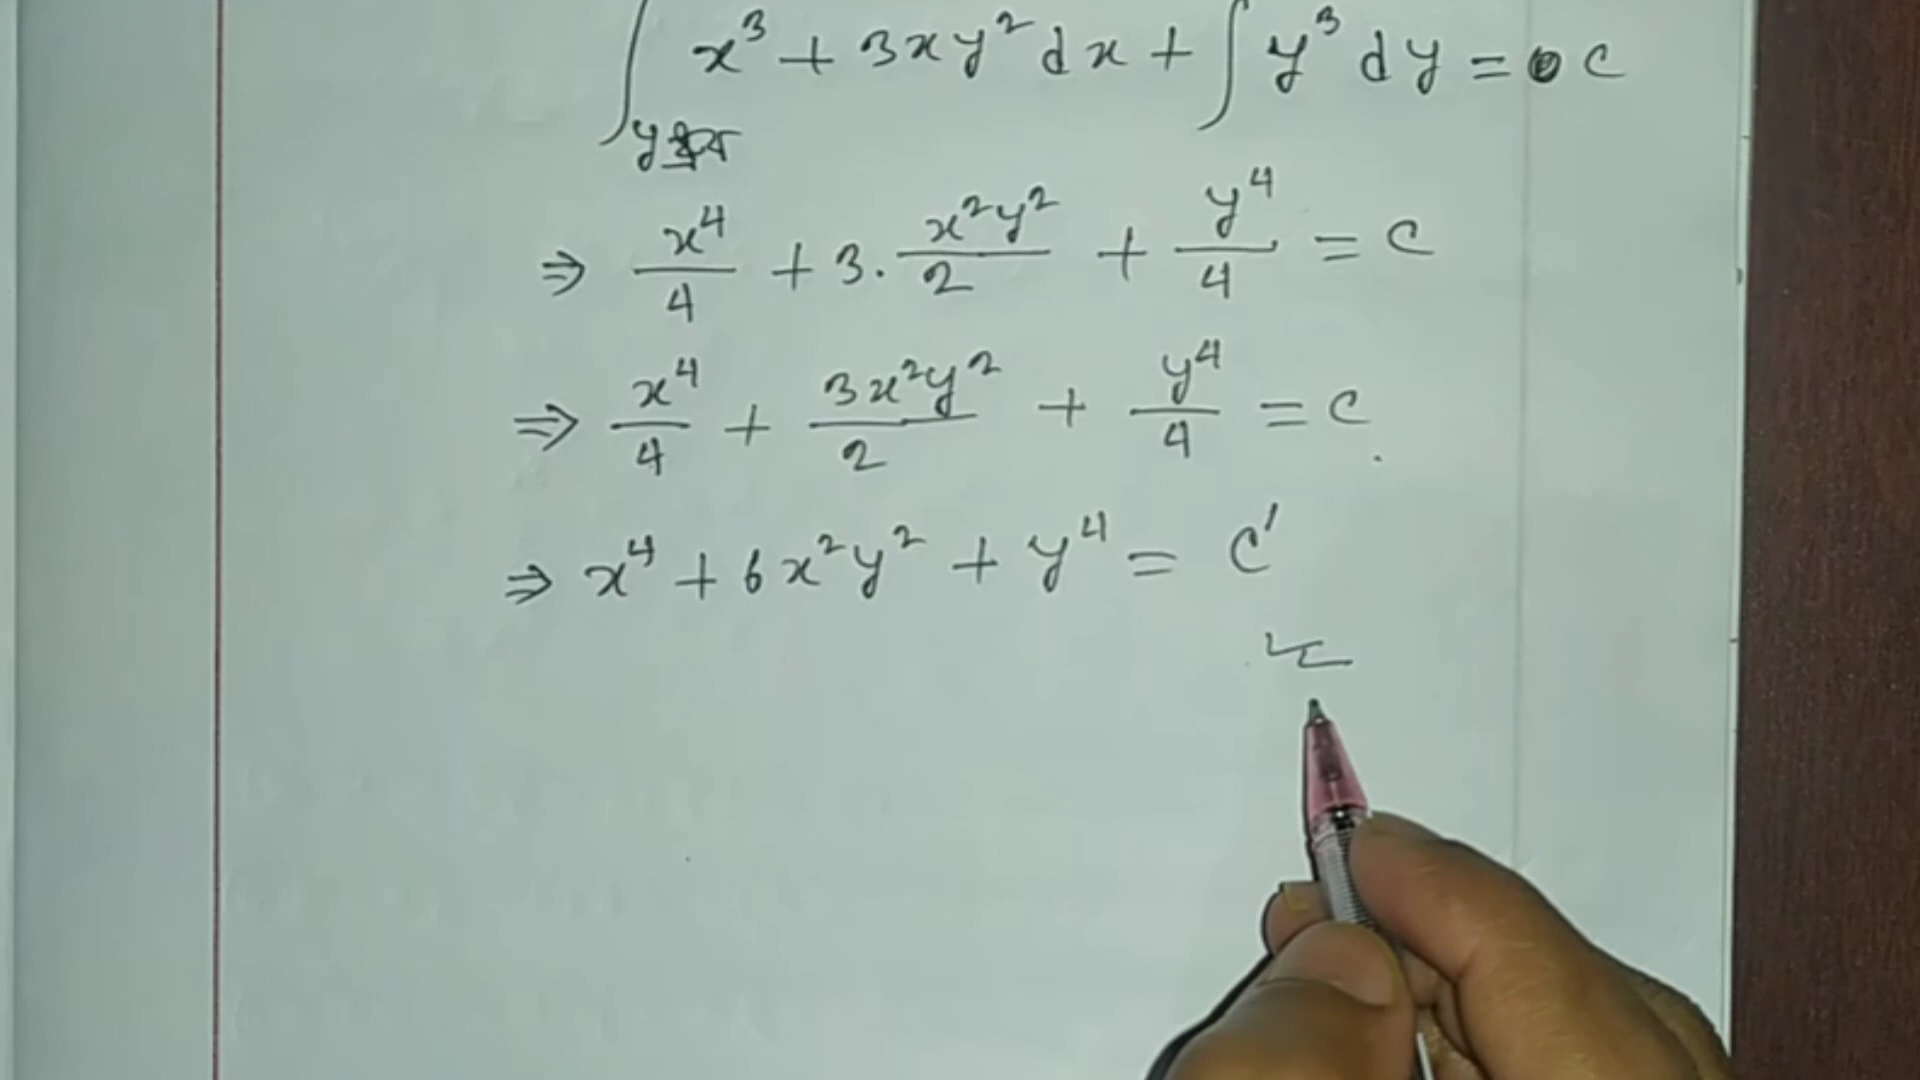 ∫ x³ + 3xy² dx + ∫ y³ dy = c
y
⇒ x⁴/4 + 3. x²y²/2 + y⁴/4 = c
⇒ x⁴/4 + 3x²y²/2 + y⁴/4 = c
⇒ x⁴ + 6x²y² + y⁴ = c'